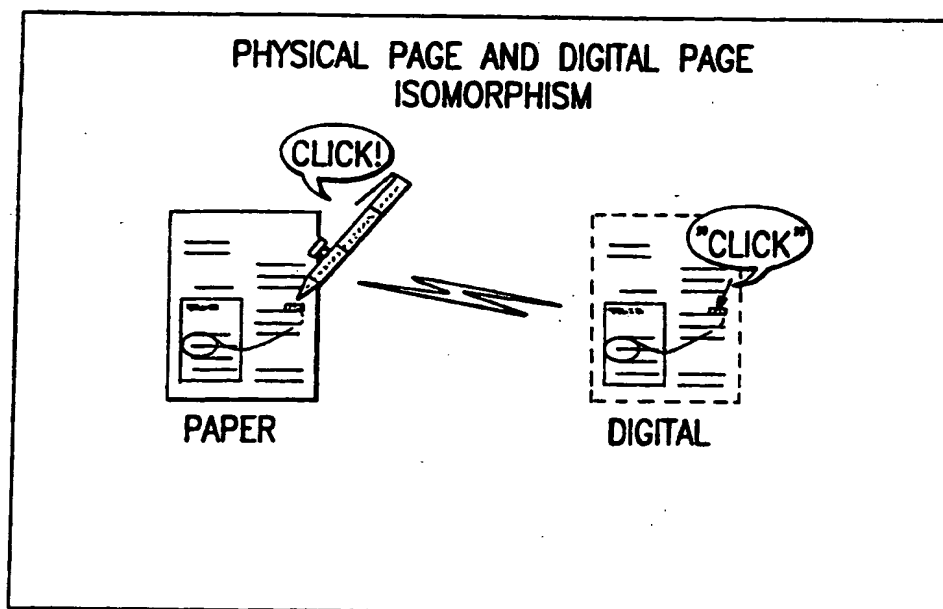 PHYSICAL PAGE AND DIGITAL PAGE
ISOMORPHISM
CLICK!
"CLICK"
PAPER
DIGITAL